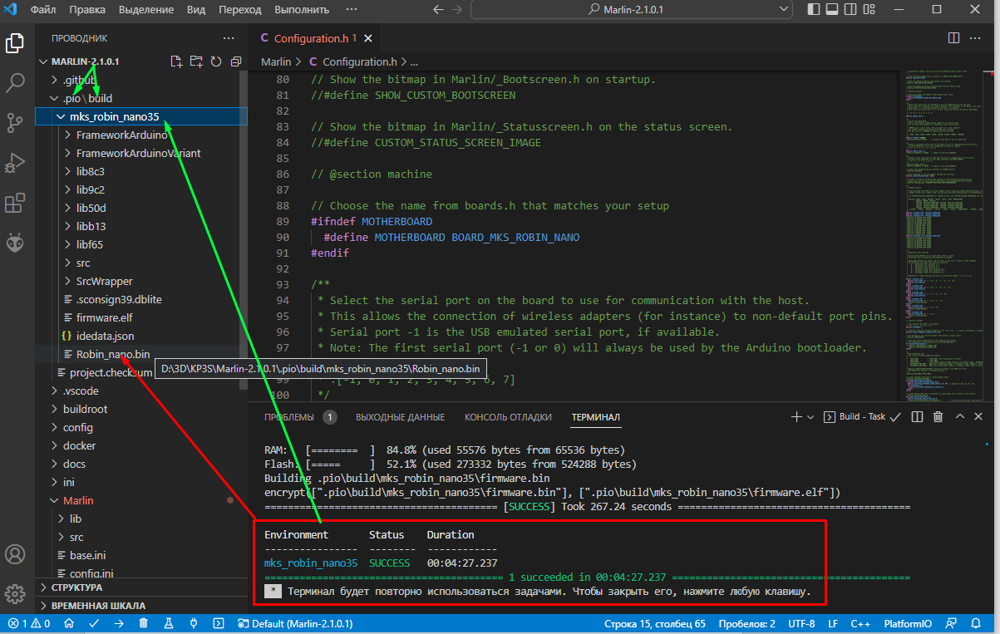 Файл Правка Выделение Вид Переход Выполнить ··· Marlin-2.1.0.1
ПРОВОДНИК
MARLIN-2.1.0.1
.github
.pio \ build
mks_robin_nano35
FrameworkArduino
FrameworkArduinoVariant
lib8c3
lib9c2
lib50d
libb13
libf65
src
SrcWrapper
.sconsign39.dblite
firmware.elf
{} idedata.json
Robin_nano.bin
project.checksum
.vscode
buildroot
config
docker
docs
ini
Marlin
lib
src
base.ini
config.ini
СТРУКТУРА
ВРЕМЕННАЯ ШКАЛА
C Configuration.h 1
Marlin > C Configuration.h > ...
80 // Show the bitmap in Marlin/_Bootscreen.h on startup.
81 //#define SHOW_CUSTOM_BOOTSCREEN
82
83 // Show the bitmap in Marlin/_Statusscreen.h on the status screen.
84 //#define CUSTOM_STATUS_SCREEN_IMAGE
85
86 // @section machine
87
88 // Choose the name from boards.h that matches your setup
89 #ifndef MOTHERBOARD
90 #define MOTHERBOARD BOARD_MKS_ROBIN_NANO
91 #endif
92
93 /**
94 * Select the serial port on the board to use for communication with the host.
95 * This allows the connection of wireless adapters (for instance) to non-default port pins.
96 * Serial port -1 is the USB emulated serial port, if available.
97 * Note: The first serial port (-1 or 0) will always be used by the Arduino bootloader.
D:\3D\KP3S\Marlin-2.1.0.1\.pio\build\mks_robin_nano35\Robin_nano.bin
99 [-1, 0, 1, 2, 3, 4, 5, 6, 7]
100 */
ПРОБЛЕМЫ 1 ВЫХОДНЫЕ ДАННЫЕ КОНСОЛЬ ОТЛАДКИ ТЕРМИНАЛ Build - Task
RAM: [======== ] 84.8% (used 55576 bytes from 65536 bytes)
Flash: [===== ] 52.1% (used 273332 bytes from 524288 bytes)
Building .pio\build\mks_robin_nano35\firmware.bin
encrypt([".pio\build\mks_robin_nano35\firmware.bin"], [".pio\build\mks_robin_nano35\firmware.elf"])
======================================== [SUCCESS] Took 267.24 seconds ========================================
Environment Status Duration
---------------- -------- ------------
mks_robin_nano35 SUCCESS 00:04:27.237
========================================= 1 succeeded in 00:04:27.237 =========================================
* Терминал будет повторно использоваться задачами. Чтобы закрыть его, нажмите любую клавишу.
1 0 Default (Marlin-2.1.0.1) Строка 15, столбец 65 Пробелов: 2 UTF-8 LF C++ PlatformIO